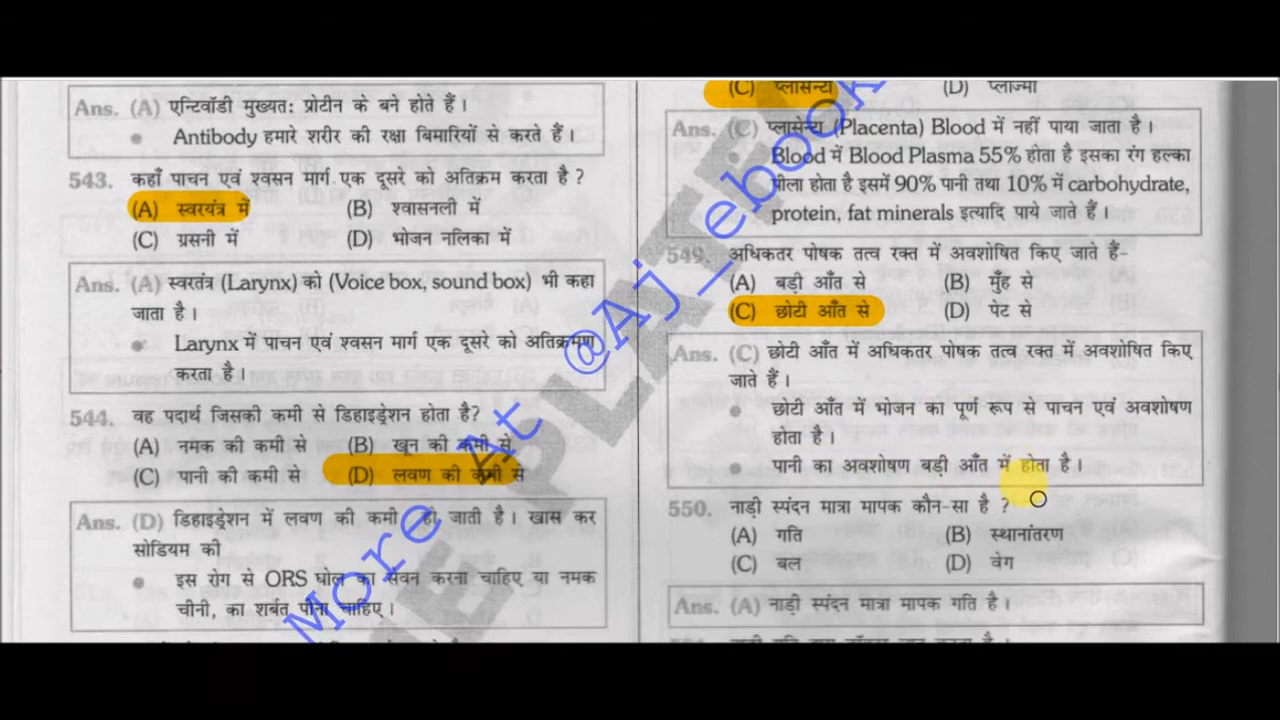 Ans. (A) एन्टिवॉडी मुख्यतः प्रोटीन के बने होते हैं।
● Antibody हमारे शरीर की रक्षा बिमारियों से करते हैं।
543. कहाँ पाचन एवं श्वसन मार्ग एक दूसरे को अतिक्रम करता है ?
(A) स्वरयंत्र में (B) श्वासनली में
(C) ग्रसनी में (D) भोजन नलिका में
Ans. (A) स्वरतंत्र (Larynx) को (Voice box, sound box) भी कहा
जाता है।
● Larynx में पाचन एवं श्वसन मार्ग एक दूसरे को अतिक्रमण
करता है।
544. वह पदार्थ जिसकी कमी से डिहाइड्रेशन होता है?
(A) नमक की कमी से (B) खून की कमी से
(C) पानी की कमी से (D) लवण की कमी से
Ans. (D) डिहाइड्रेशन में लवण की कमी हो जाती है। खास कर
सोडियम की
● इस रोग से ORS घोल का सेवन करना चाहिए या नमक
चीनी, का शर्बत पीना चाहिए।
(C) प्लासेन्टा (D) प्लाज्मा
Ans. (C) प्लासेन्टा (Placenta) Blood में नहीं पाया जाता है।
Blood में Blood Plasma 55% होता है इसका रंग हल्का
पीला होता है इसमें 90% पानी तथा 10% में carbohydrate,
protein, fat minerals इत्यादि पाये जाते हैं।
549. अधिकतर पोषक तत्व रक्त में अवशोषित किए जाते हैं-
(A) बड़ी आँत से (B) मुँह से
(C) छोटी आँत से (D) पेट से
Ans. (C) छोटी आँत में अधिकतर पोषक तत्व रक्त में अवशोषित किए
जाते हैं।
● छोटी आँत में भोजन का पूर्ण रूप से पाचन एवं अवशोषण
होता है।
● पानी का अवशोषण बड़ी आँत में होता है।
550. नाड़ी स्पंदन मात्रा मापक कौन-सा है ?
(A) गति (B) स्थानांतरण
(C) बल (D) वेग
Ans. (A) नाड़ी स्पंदन मात्रा मापक गति है।
More At @Aj_ebook